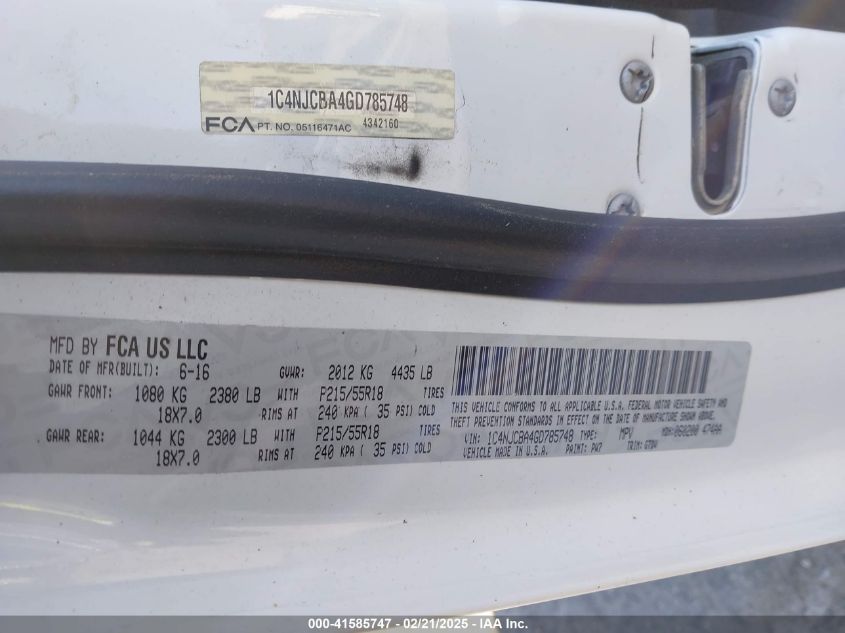 1C4NJCBA4GD785748
FCA PT. NO. 05116471AC 4342160
MFD BY FCA US LLC
DATE OF MFR(BUILT): 6-16 GVWR: 2012 KG 4435 LB
GAWR FRONT: 1080 KG 2380 LB WITH P215/55R18 TIRES
18X7.0 RIMS AT 240 KPA ( 35 PSI) COLD
GAWR REAR: 1044 KG 2300 LB WITH P215/55R18 TIRES
18X7.0 RIMS AT 240 KPA ( 35 PSI) COLD
THIS VEHICLE CONFORMS TO ALL APPLICABLE U.S.A. FEDERAL MOTOR VEHICLE SAFETY AND
THEFT PREVENTION STANDARDS IN EFFECT ON THE DATE OF MANUFACTURE SHOWN ABOVE.
VIN: 1C4NJCBA4GD785748 TYPE: MPV MDH:
VEHICLE MADE IN U.S.A. PAINT: PW7 TRIM:
000-41585747 - 02/21/2025 - IAA Inc.